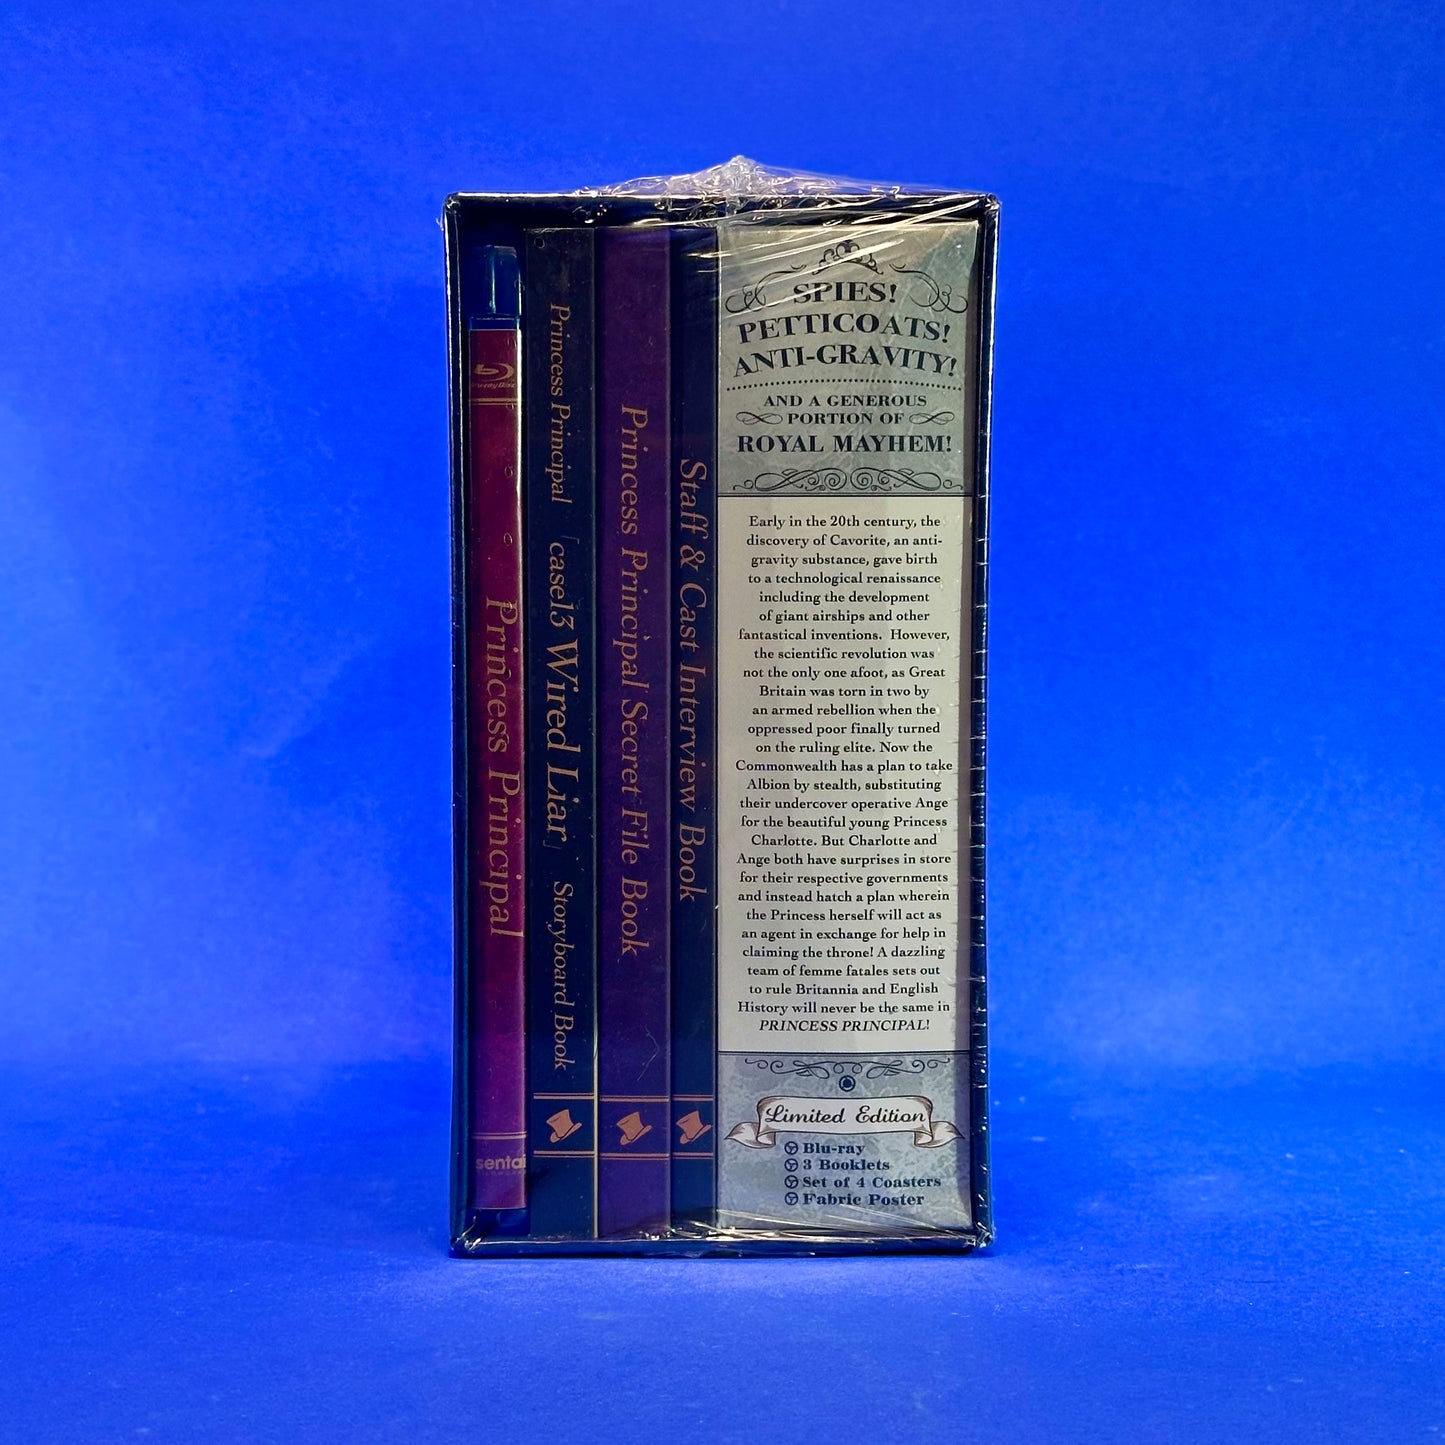 Blu-ray Disc
Princess Principal
sentai
Princess Principal 「case13 Wired Liar」 Storyboard Book
Princess Principal Secret File Book
Staff & Cast Interview Book
SPIES!
PETTICOATS!
ANTI-GRAVITY!
AND A GENEROUS
PORTION OF
ROYAL MAYHEM!
Early in the 20th century, the
discovery of Cavorite, an anti-
gravity substance, gave birth
to a technological renaissance
including the development
of giant airships and other
fantastical inventions. However,
the scientific revolution was
not the only one afoot, as Great
Britain was torn in two by
an armed rebellion when the
oppressed poor finally turned
on the ruling elite. Now the
Commonwealth has a plan to take
Albion by stealth, substituting
their undercover operative Ange
for the beautiful young Princess
Charlotte. But Charlotte and
Ange both have surprises in store
for their respective governments
and instead hatch a plan wherein
the Princess herself will act as
an agent in exchange for help in
claiming the throne! A dazzling
team of femme fatales sets out
to rule Britannia and English
History will never be the same in
PRINCESS PRINCIPAL!
Limited Edition
Blu-ray
3 Booklets
Set of 4 Coasters
Fabric Poster